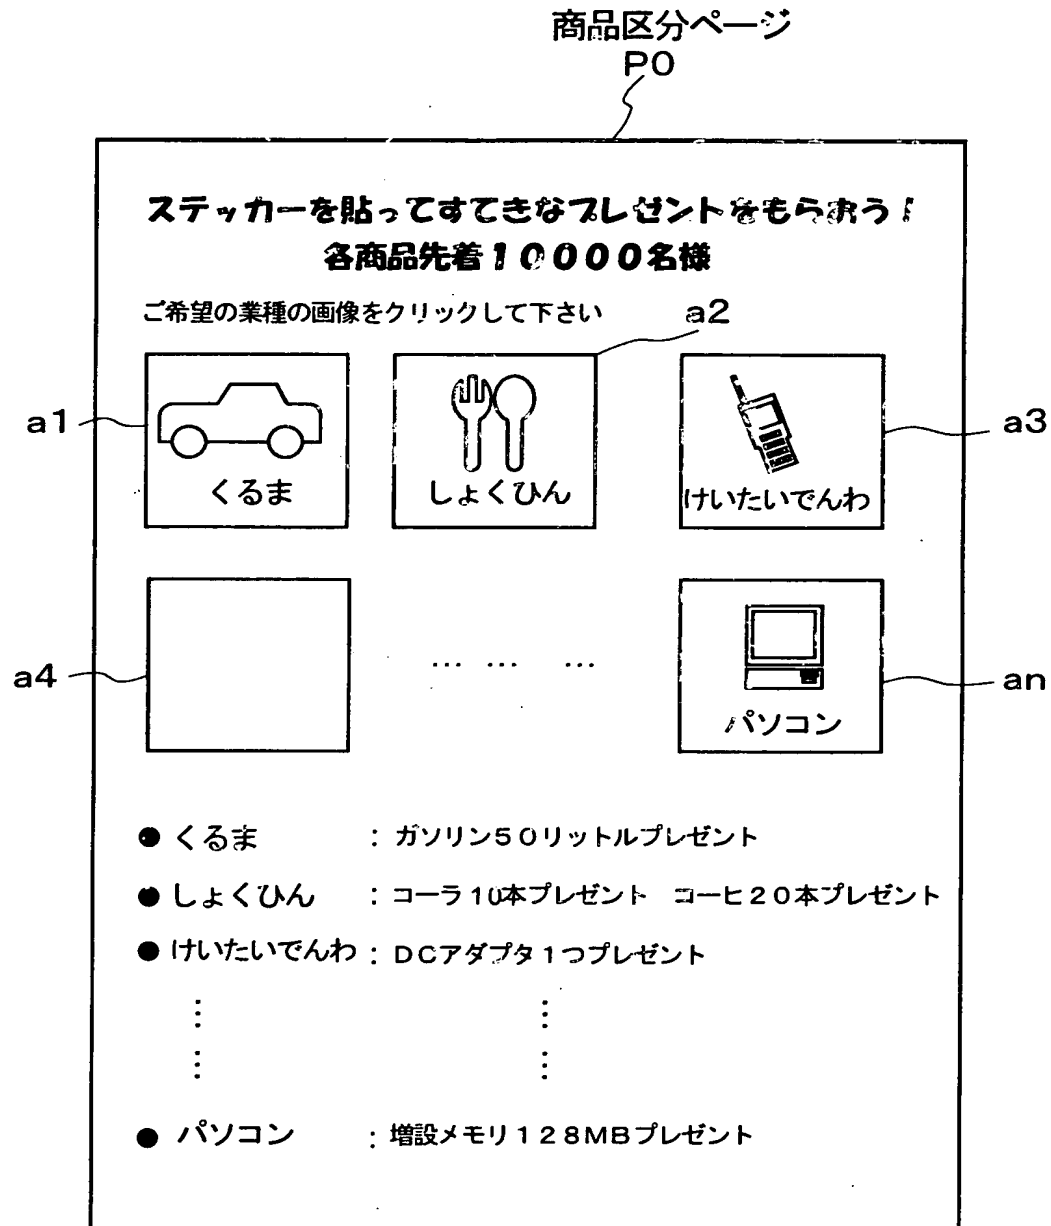 商品区分ページ
P0
ステッカーを貼ってすてきなプレゼントをもらおう！
各商品先着10000名様
ご希望の業種の画像をクリックして下さい
a2
a1
くるま
しょくひん
けいたいでんわ
a3
a4
… … …
パソコン
an
● くるま : ガソリン50リットルプレゼント
● しょくひん : コーラ10本プレゼント コーヒ20本プレゼント
● けいたいでんわ : DCアダプタ1つプレゼント
● パソコン : 増設メモリ128MBプレゼント